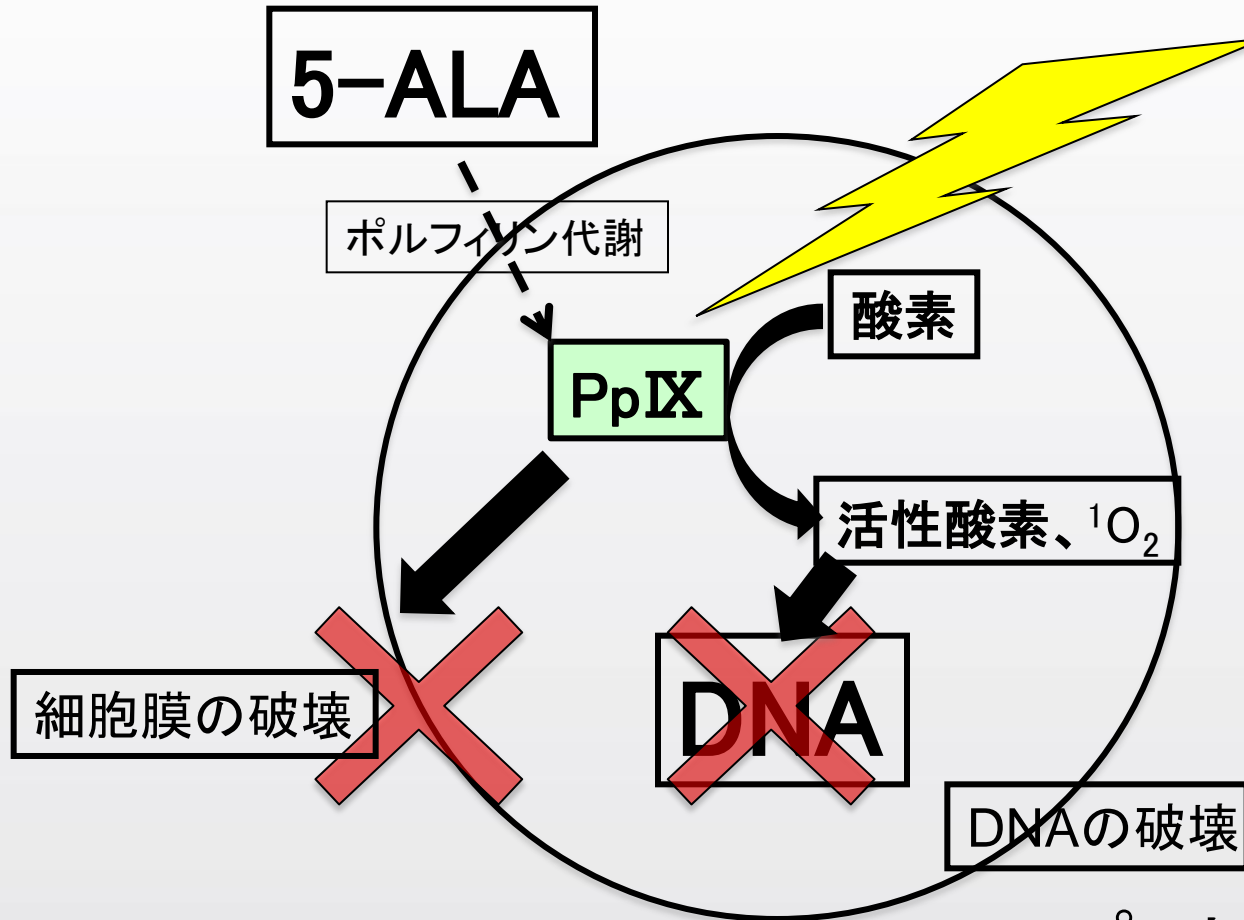 5-ALA
ポルフィリン代謝
酸素
PpⅨ
活性酸素、¹O₂
細胞膜の破壊
DNA
DNAの破壊